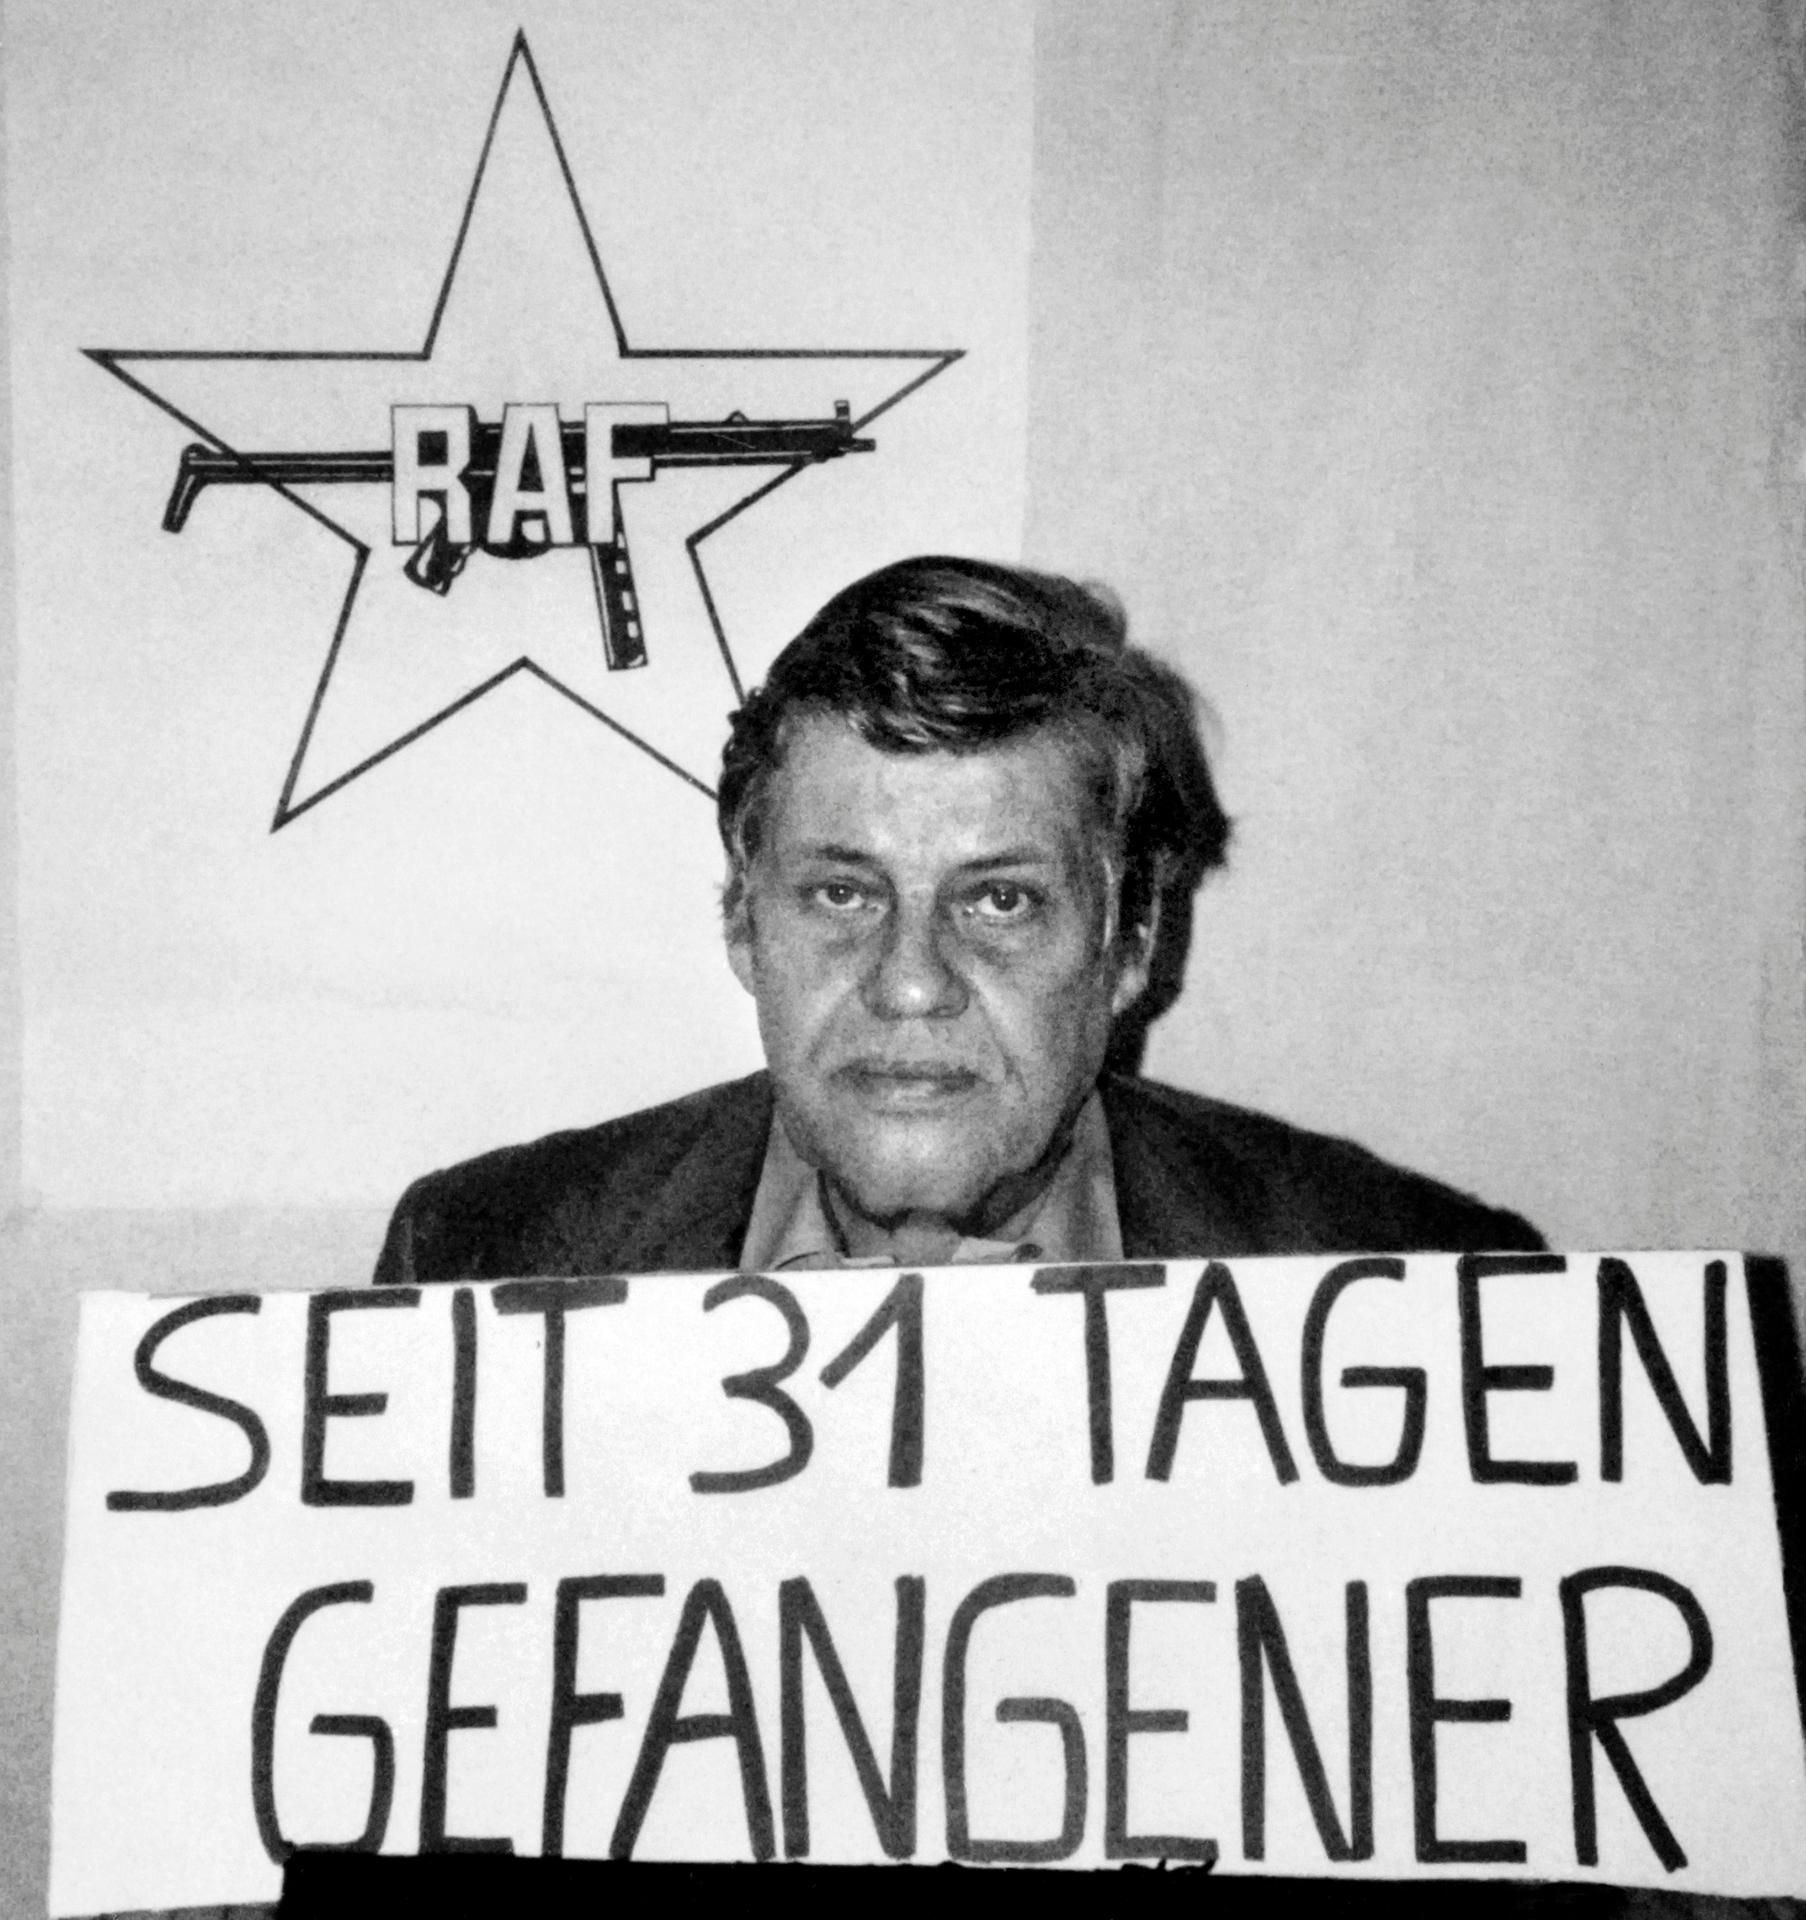 RAF
SEIT 31 TAGEN
GEFANGENER